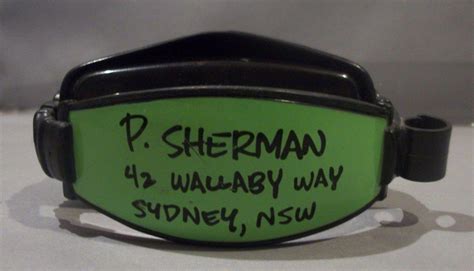 P. SHERMAN
42 WALLABY WAY
SYDNEY, NSW